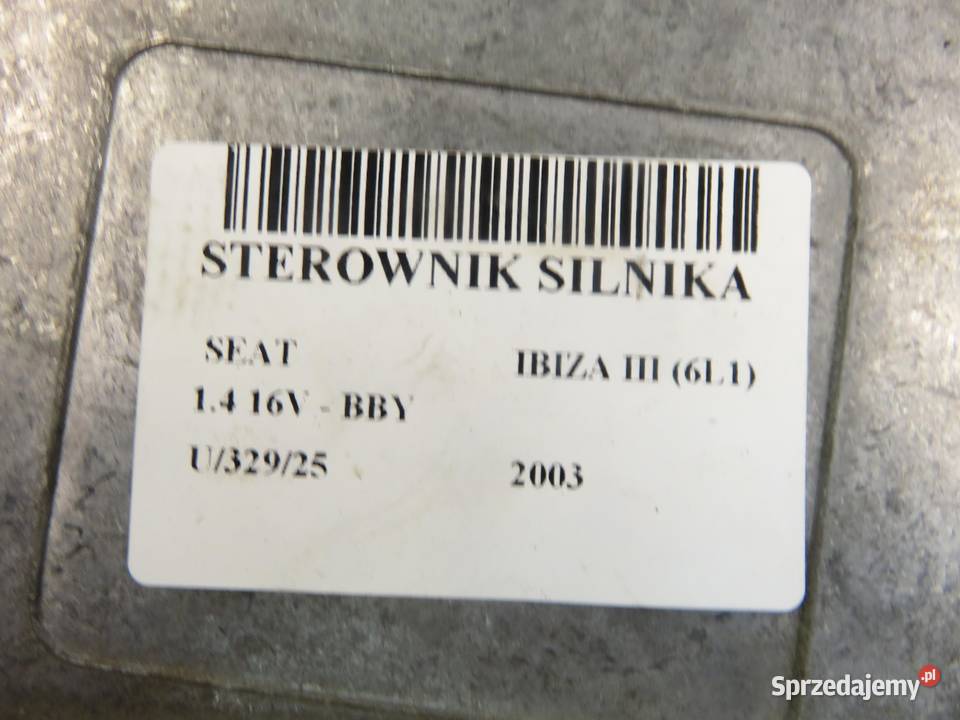 STEROWNIK SILNIKA
SEAT IBIZA III (6L1)
1.4 16V - BBY
U/329/25 2003
Sprzedajemy.pl